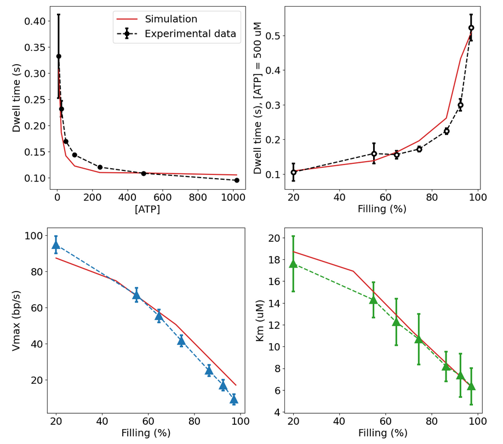 Simulation
Experimental data
Dwell time (s)
0.40
0.35
0.30
0.25
0.20
0.15
0.10
0 200 400 600 800 1000
[ATP]
Dwell time (s), [ATP] = 500 uM
0.5
0.4
0.3
0.2
0.1
20 40 60 80 100
Filling (%)
Vmax (bp/s)
100
80
60
40
20
20 40 60 80 100
Filling (%)
Km (uM)
20
18
16
14
12
10
8
6
4
20 40 60 80 100
Filling (%)